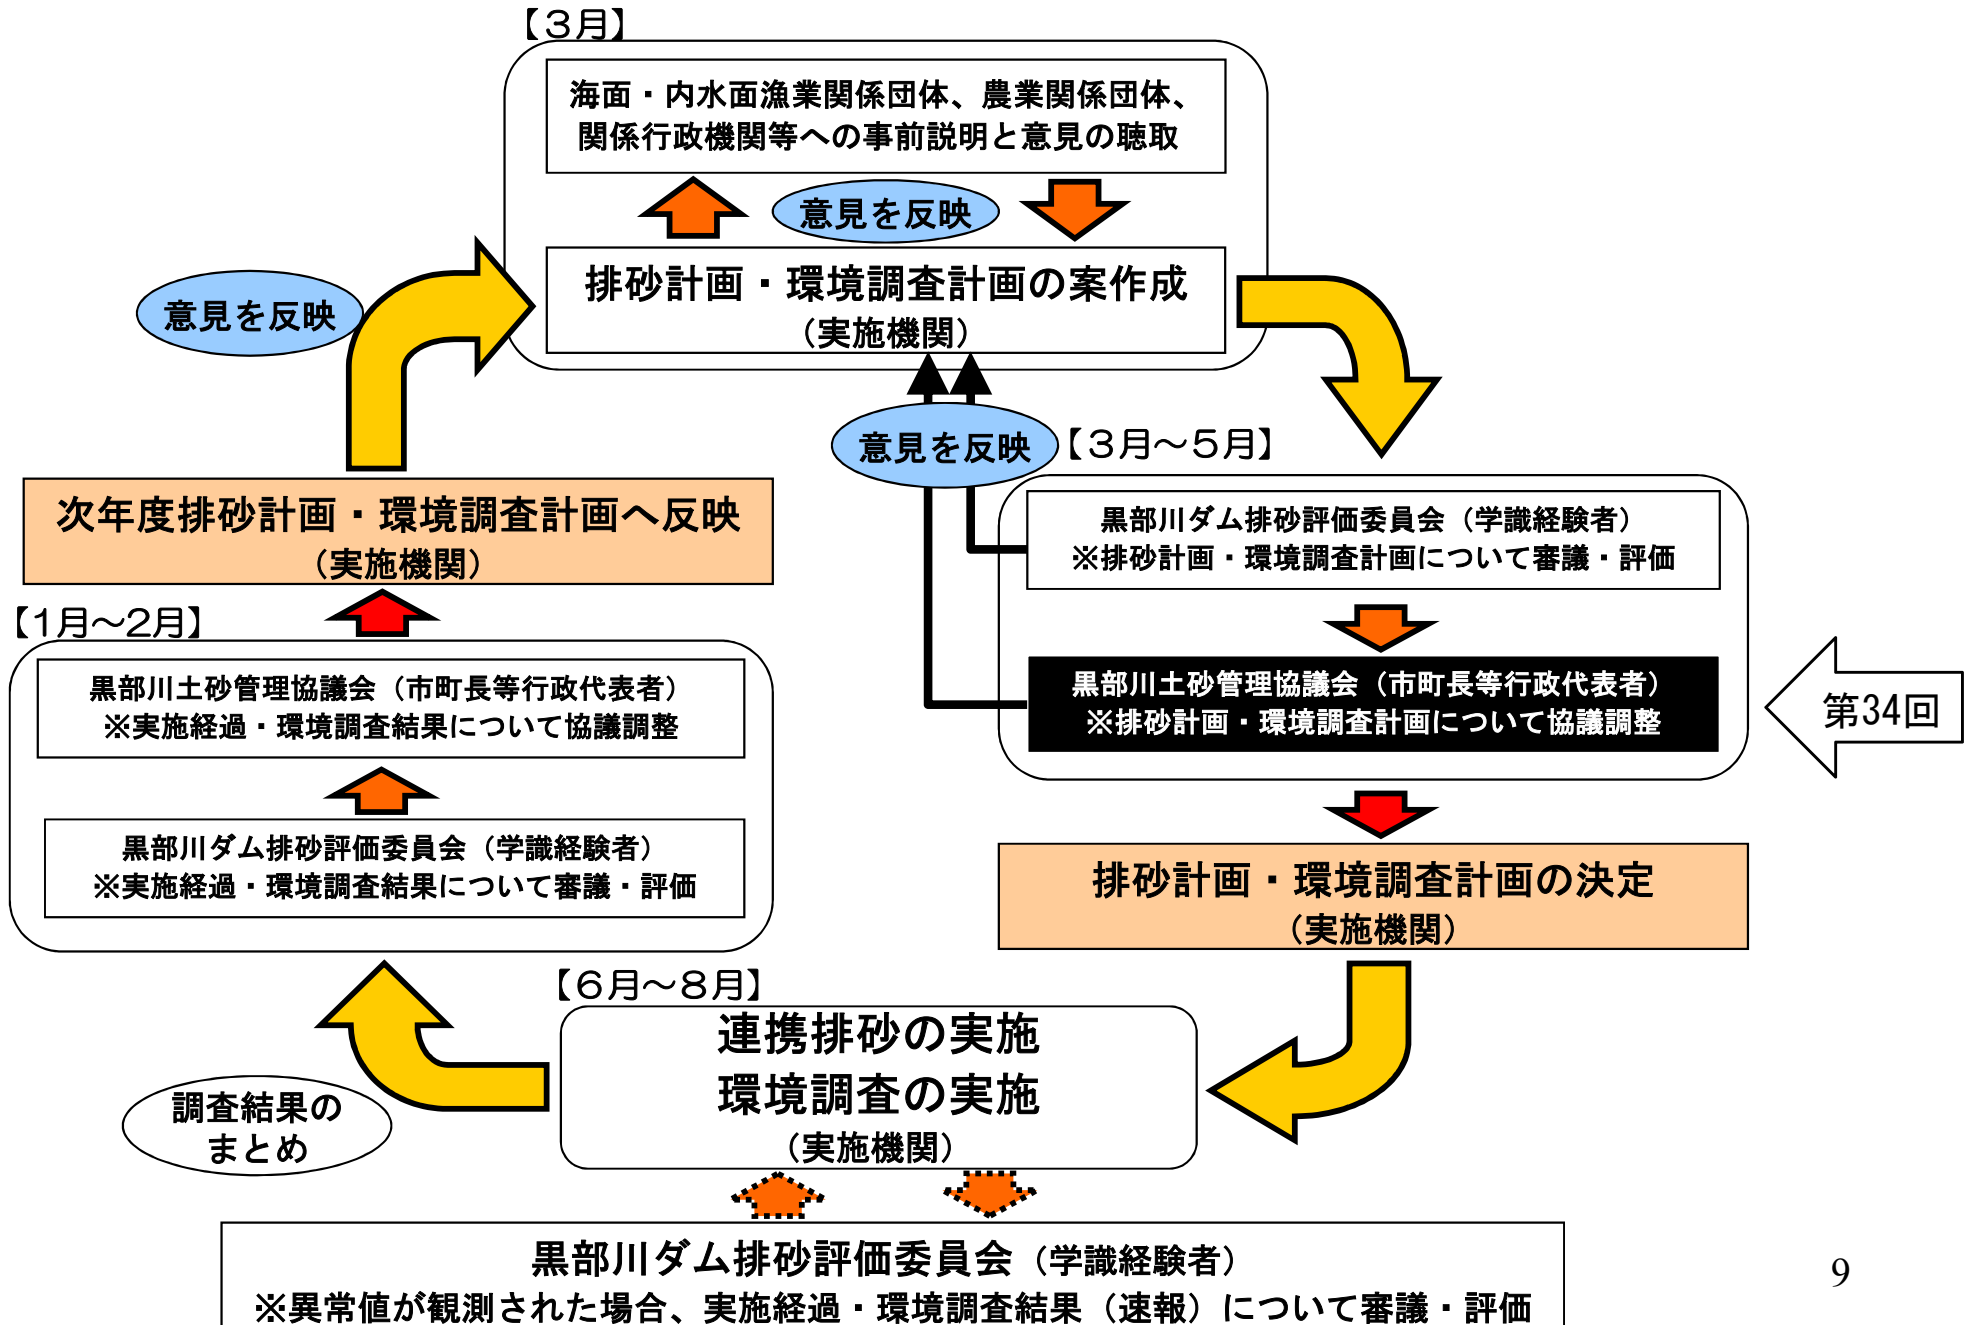 【３月】
海面・内水面漁業関係団体、農業関係団体、
関係行政機関等への事前説明と意見の聴取
意見を反映
排砂計画・環境調査計画の案作成
（実施機関）
意見を反映
意見を反映
【３月～５月】
黒部川ダム排砂評価委員会（学識経験者）
※排砂計画・環境調査計画について審議・評価
黒部川土砂管理協議会（市町長等行政代表者）
※排砂計画・環境調査計画について協議調整
第34回
排砂計画・環境調査計画の決定
（実施機関）
次年度排砂計画・環境調査計画へ反映
（実施機関）
【１月～２月】
黒部川土砂管理協議会（市町長等行政代表者）
※実施経過・環境調査結果について協議調整
黒部川ダム排砂評価委員会（学識経験者）
※実施経過・環境調査結果について審議・評価
【６月～８月】
連携排砂の実施
環境調査の実施
（実施機関）
調査結果の
まとめ
黒部川ダム排砂評価委員会（学識経験者）
※異常値が観測された場合、実施経過・環境調査結果（速報）について審議・評価
9